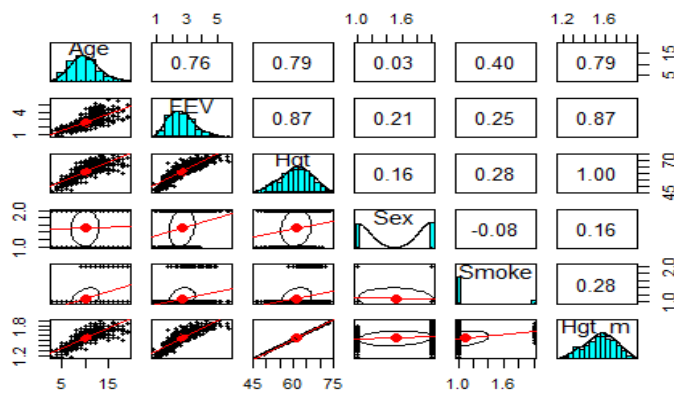 1 3 5 1.0 1.6 1.2 1.6
Age 0.76 0.79 0.03 0.40 0.79 5 15
1 4 FEV 0.87 0.21 0.25 0.87
Hgt 0.16 0.28 1.00 45 70
1.0 2.0 Sex -0.08 0.16
Smoke 0.28 1.0 2.0
1.2 1.8 Hgt_m
5 15 45 60 75 1.0 1.6